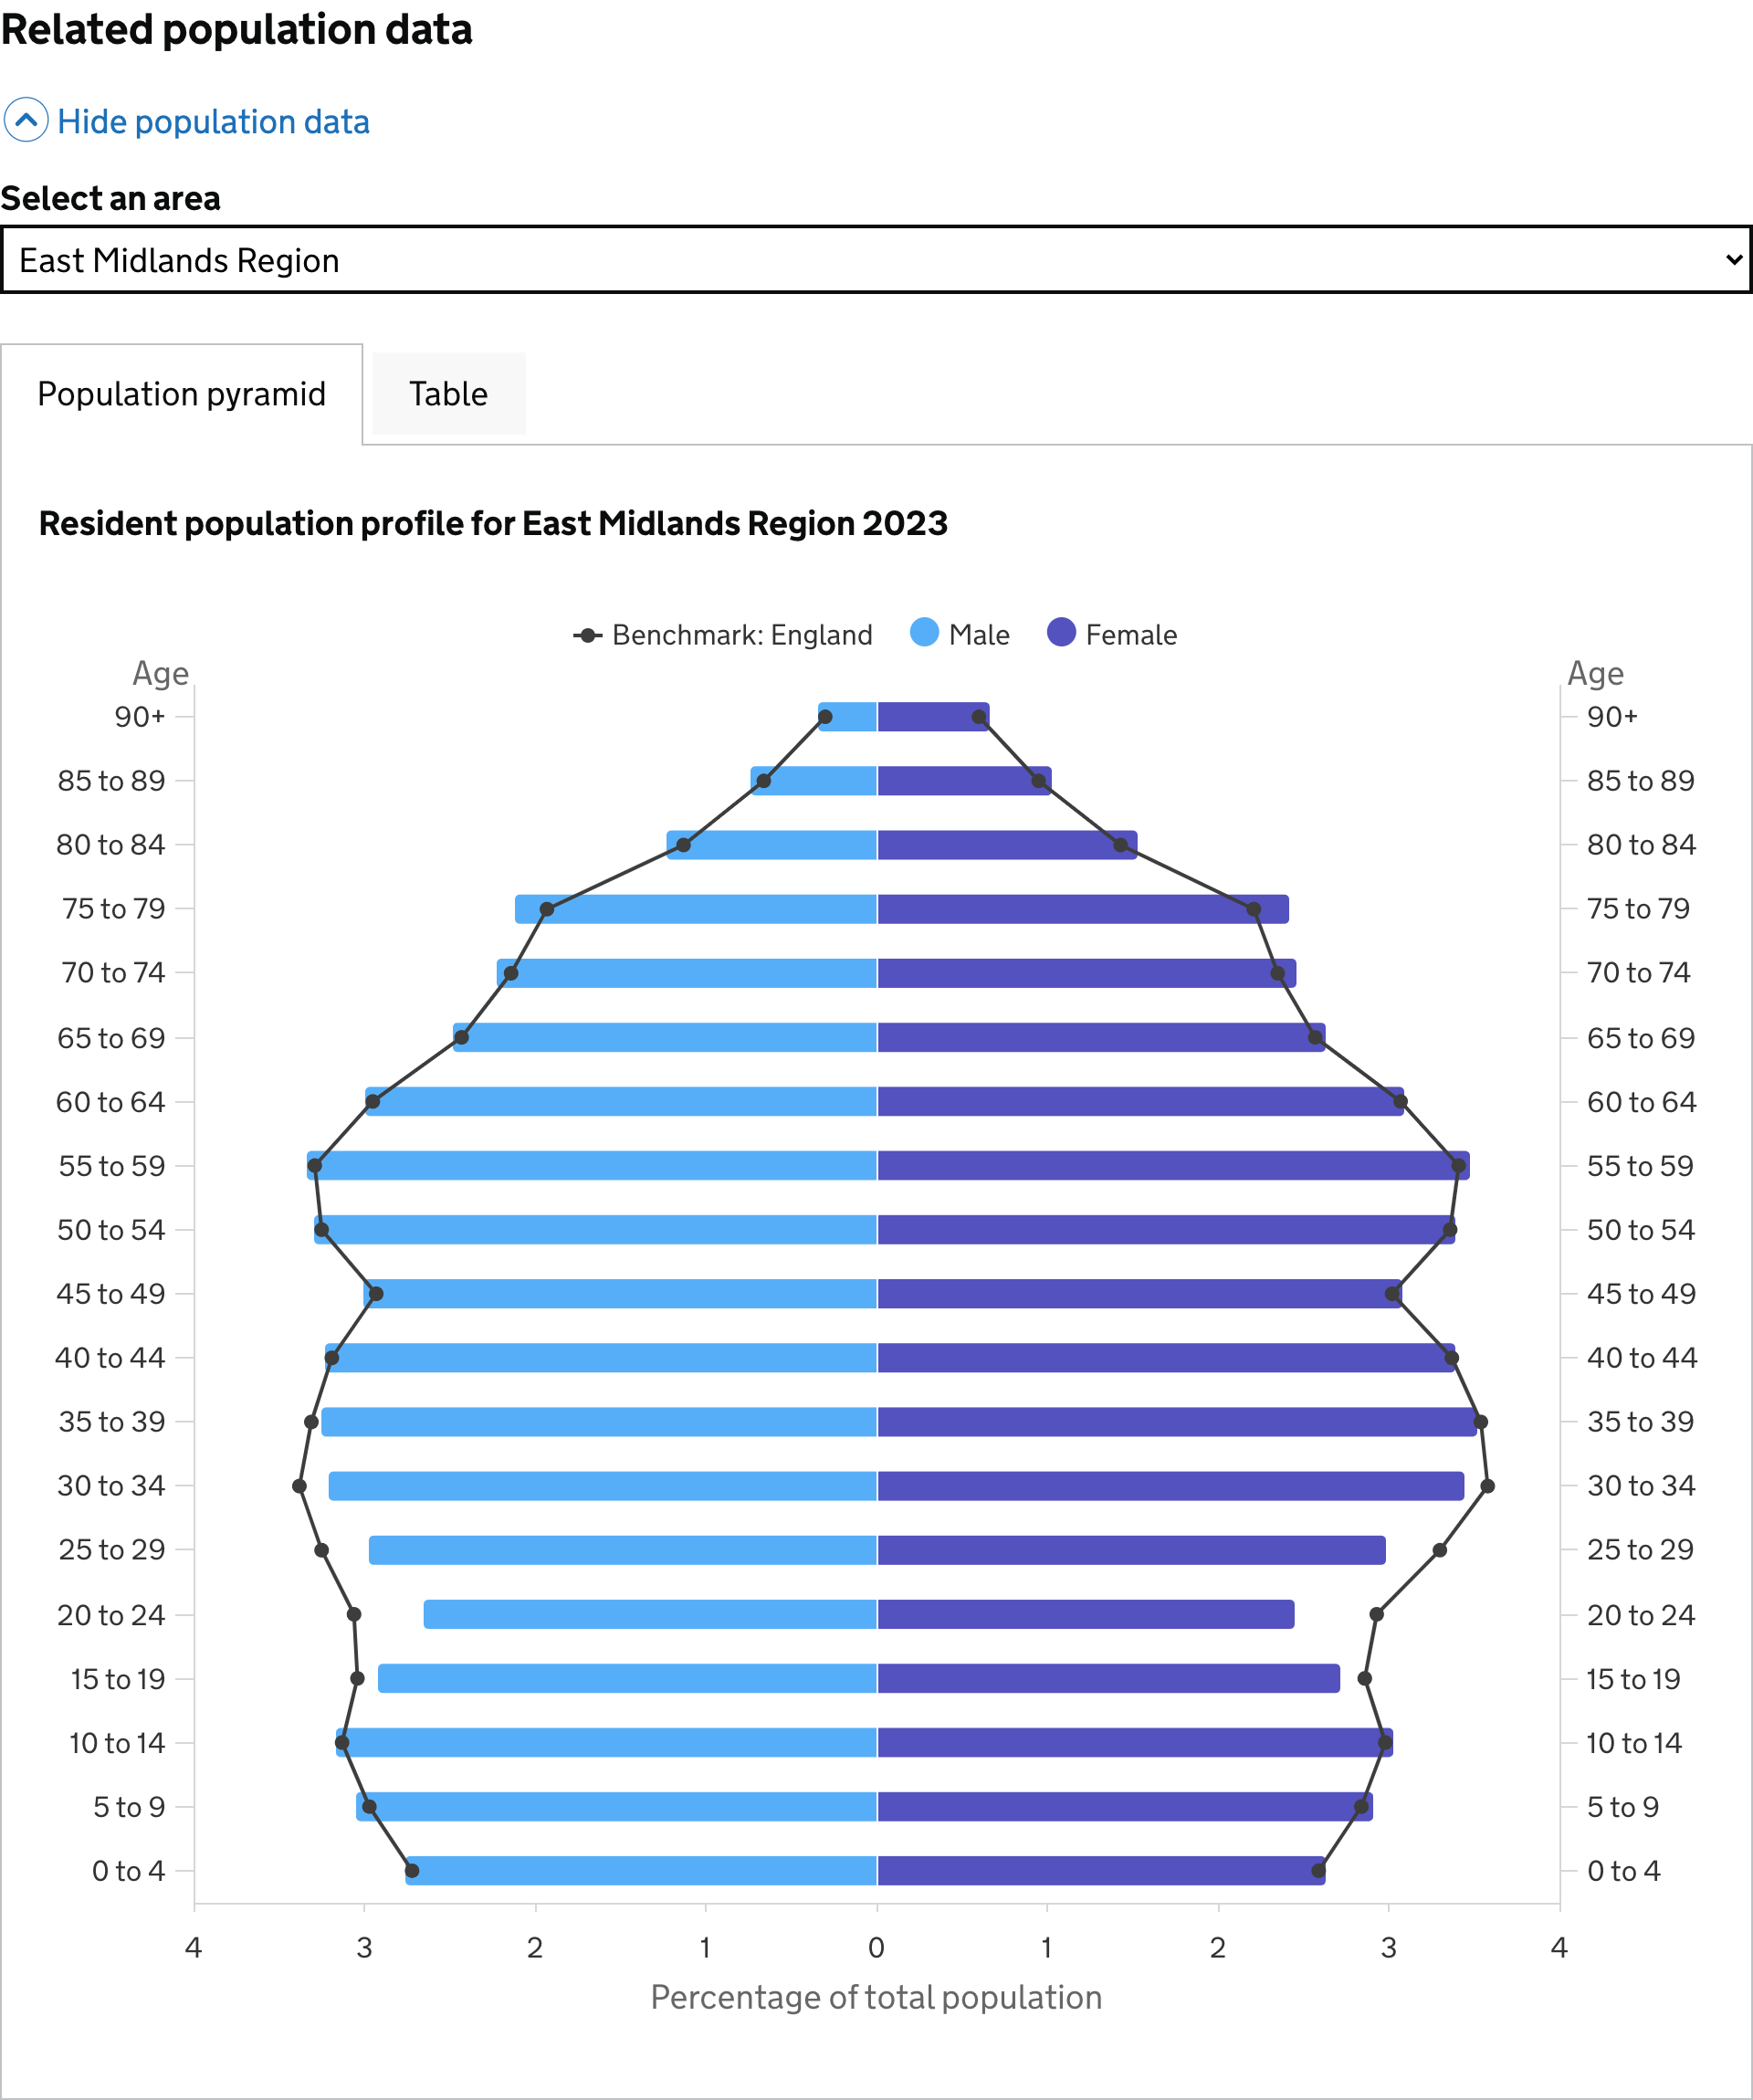 Related population data
Hide population data
Select an area
East Midlands Region
Population pyramid Table
Resident population profile for East Midlands Region 2023
Benchmark: England Male Female
Age Age
90+ 90+
85 to 89 85 to 89
80 to 84 80 to 84
75 to 79 75 to 79
70 to 74 70 to 74
65 to 69 65 to 69
60 to 64 60 to 64
55 to 59 55 to 59
50 to 54 50 to 54
45 to 49 45 to 49
40 to 44 40 to 44
35 to 39 35 to 39
30 to 34 30 to 34
25 to 29 25 to 29
20 to 24 20 to 24
15 to 19 15 to 19
10 to 14 10 to 14
5 to 9 5 to 9
0 to 4 0 to 4
4 3 2 1 0 1 2 3 4
Percentage of total population